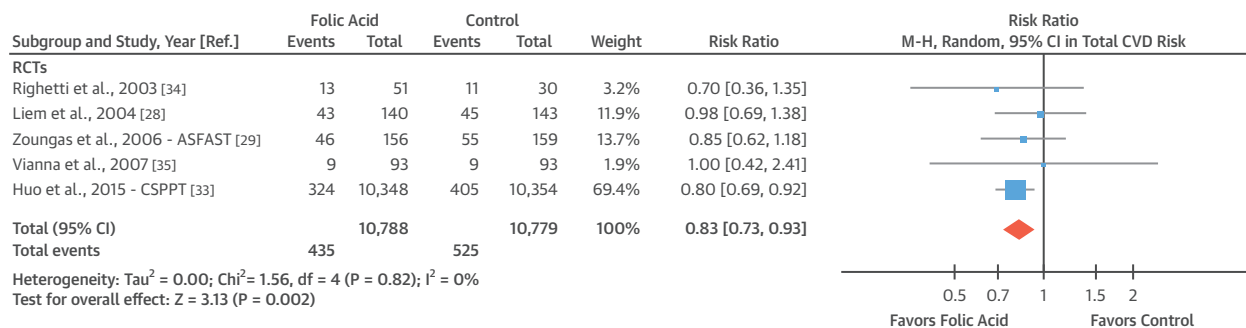 Folic Acid Control Risk Ratio
Subgroup and Study, Year [Ref.] Events Total Events Total Weight Risk Ratio M-H, Random, 95% CI in Total CVD Risk
RCTs
Righetti et al., 2003 [34] 13 51 11 30 3.2% 0.70 [0.36, 1.35]
Liem et al., 2004 [28] 43 140 45 143 11.9% 0.98 [0.69, 1.38]
Zoungas et al., 2006 - ASFAST [29] 46 156 55 159 13.7% 0.85 [0.62, 1.18]
Vianna et al., 2007 [35] 9 93 9 93 1.9% 1.00 [0.42, 2.41]
Huo et al., 2015 - CSPPT [33] 324 10,348 405 10,354 69.4% 0.80 [0.69, 0.92]
Total (95% CI) 10,788 10,779 100% 0.83 [0.73, 0.93]
Total events 435 525
Heterogeneity: Tau² = 0.00; Chi²= 1.56, df = 4 (P = 0.82); I² = 0%
Test for overall effect: Z = 3.13 (P = 0.002)
0.5 0.7 1 1.5 2
Favors Folic Acid Favors Control